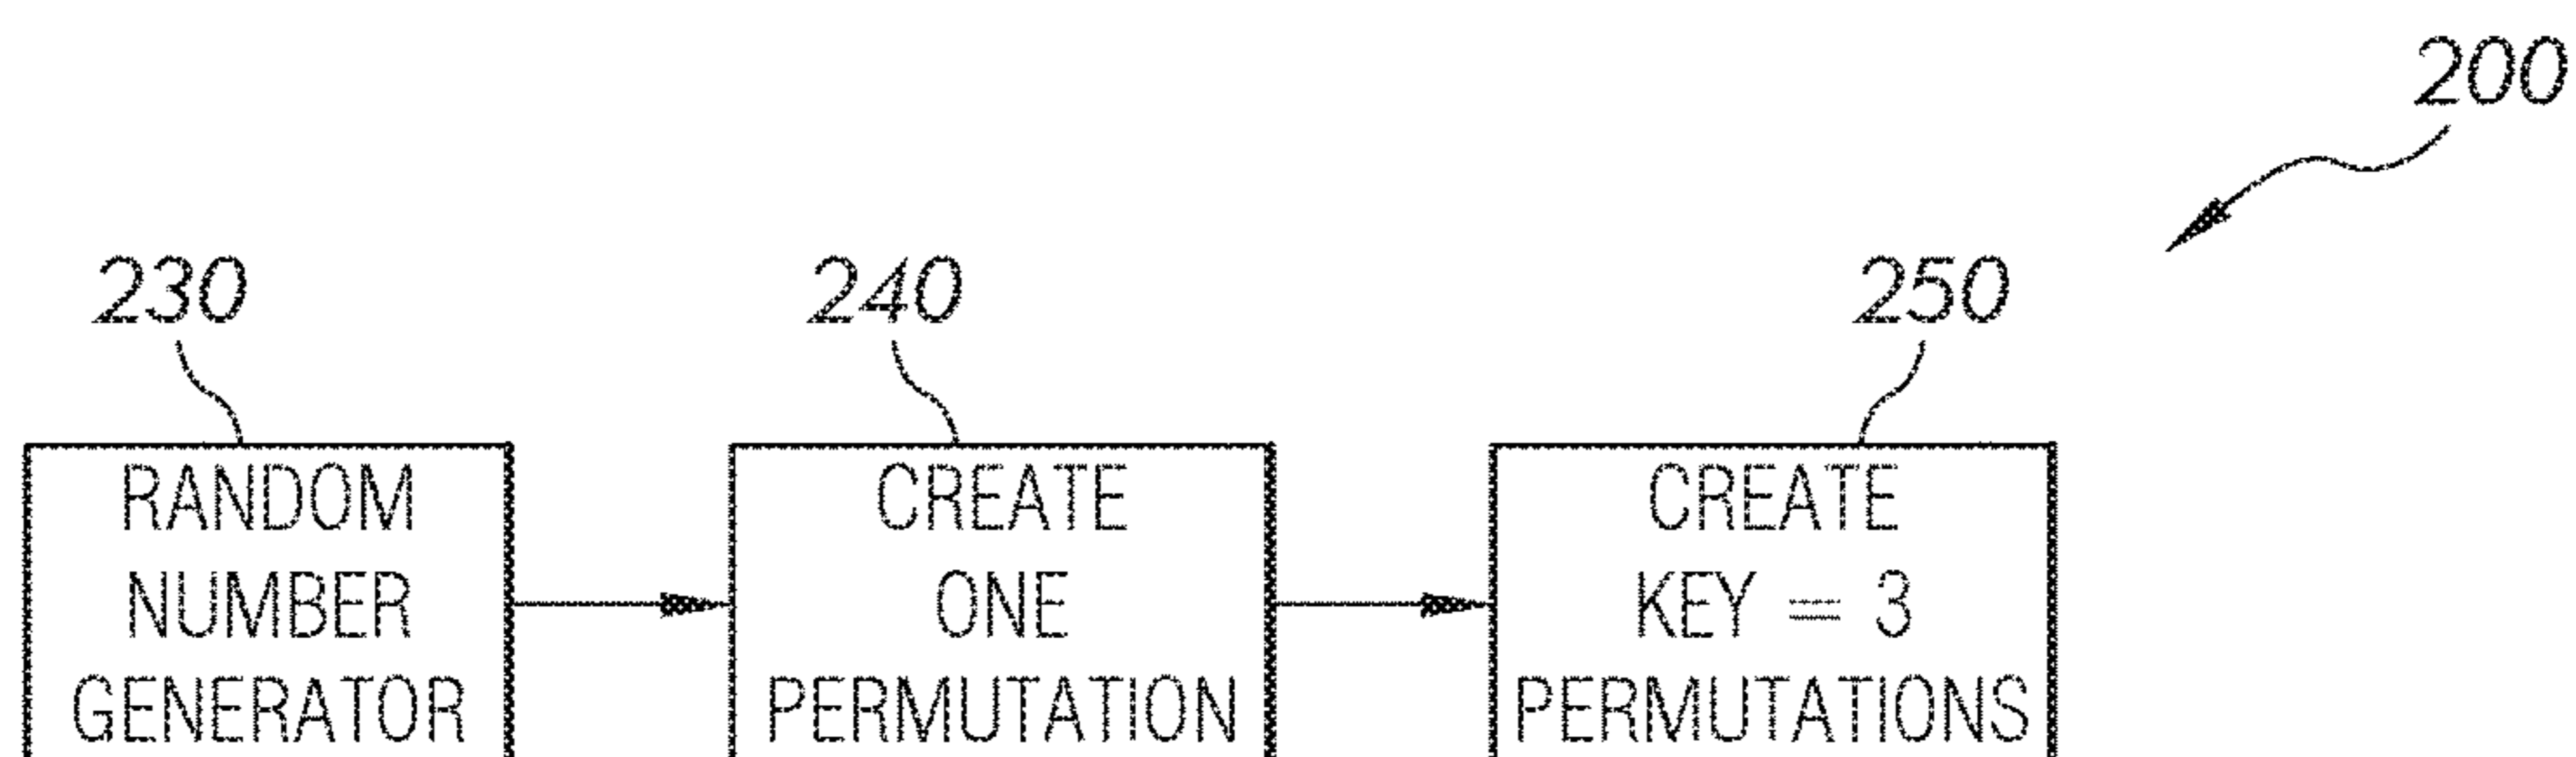 200
230 240 250
RANDOM NUMBER GENERATOR
CREATE ONE PERMUTATION
CREATE KEY = 3 PERMUTATIONS